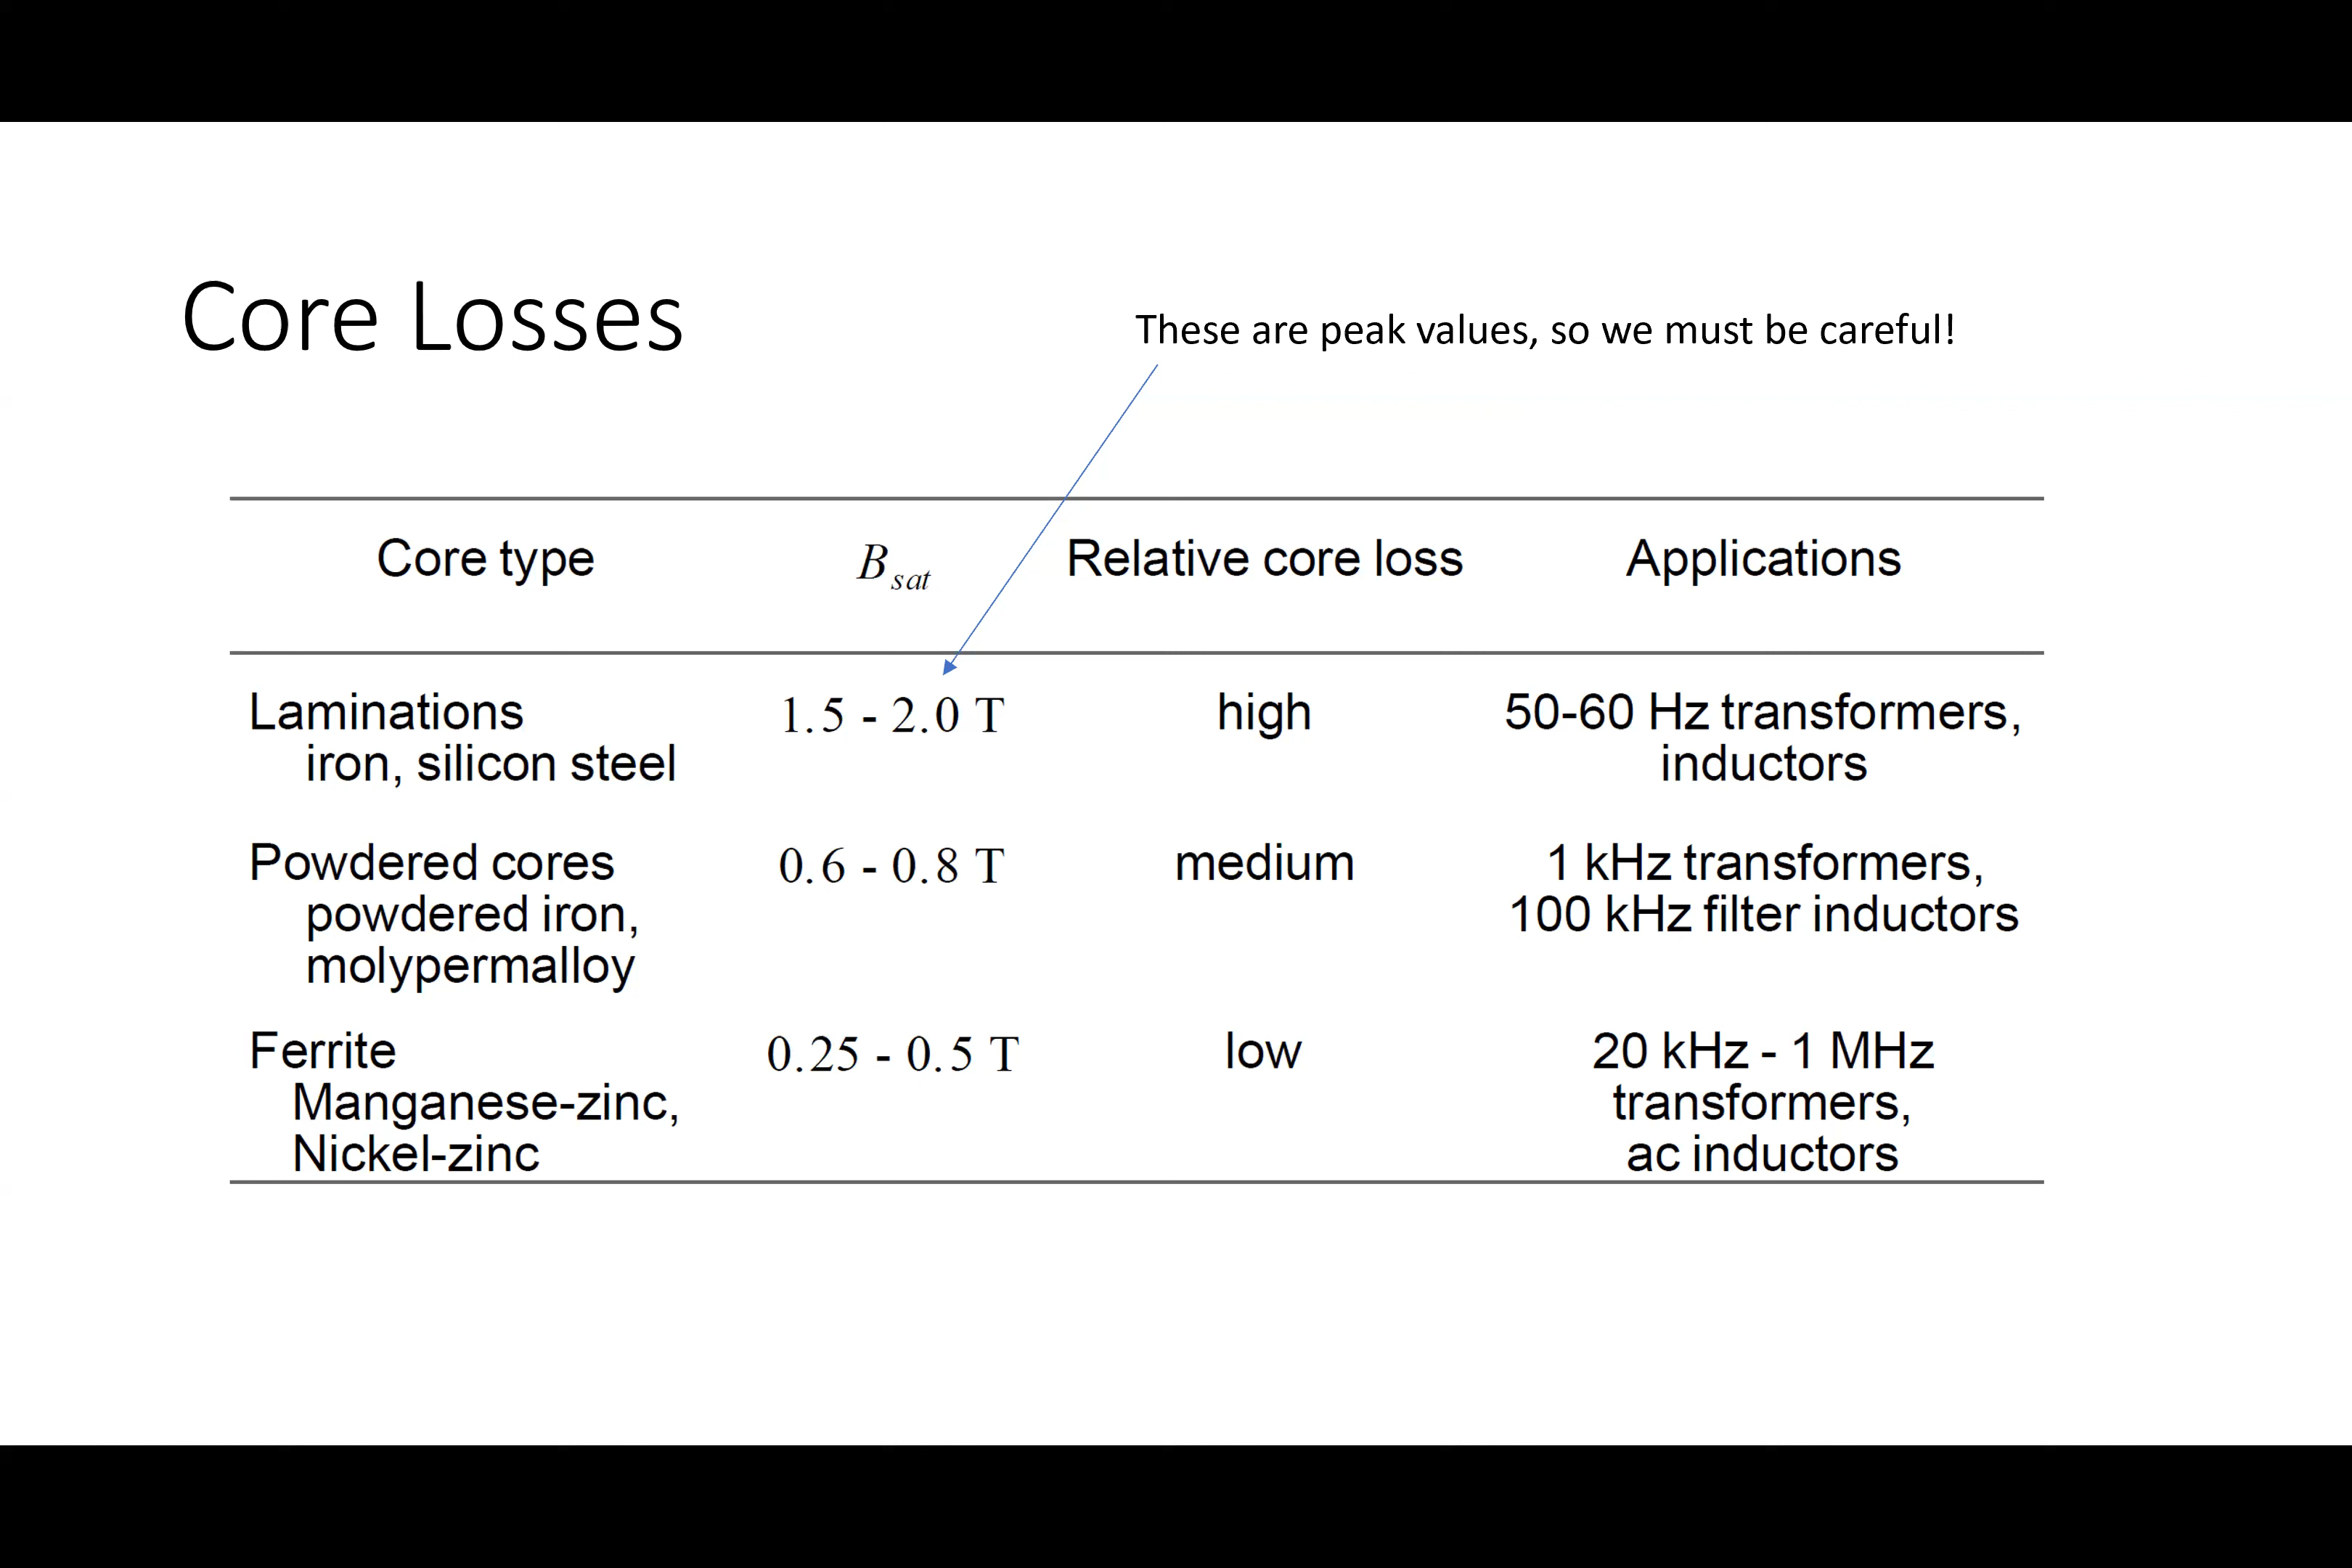 Core Losses
These are peak values, so we must be careful!
Core type B_sat Relative core loss Applications
Laminations 1.5 - 2.0 T high 50-60 Hz transformers,
iron, silicon steel inductors
Powdered cores 0.6 - 0.8 T medium 1 kHz transformers,
powdered iron, 100 kHz filter inductors
molypermalloy
Ferrite 0.25 - 0.5 T low 20 kHz - 1 MHz
Manganese-zinc, transformers,
Nickel-zinc ac inductors